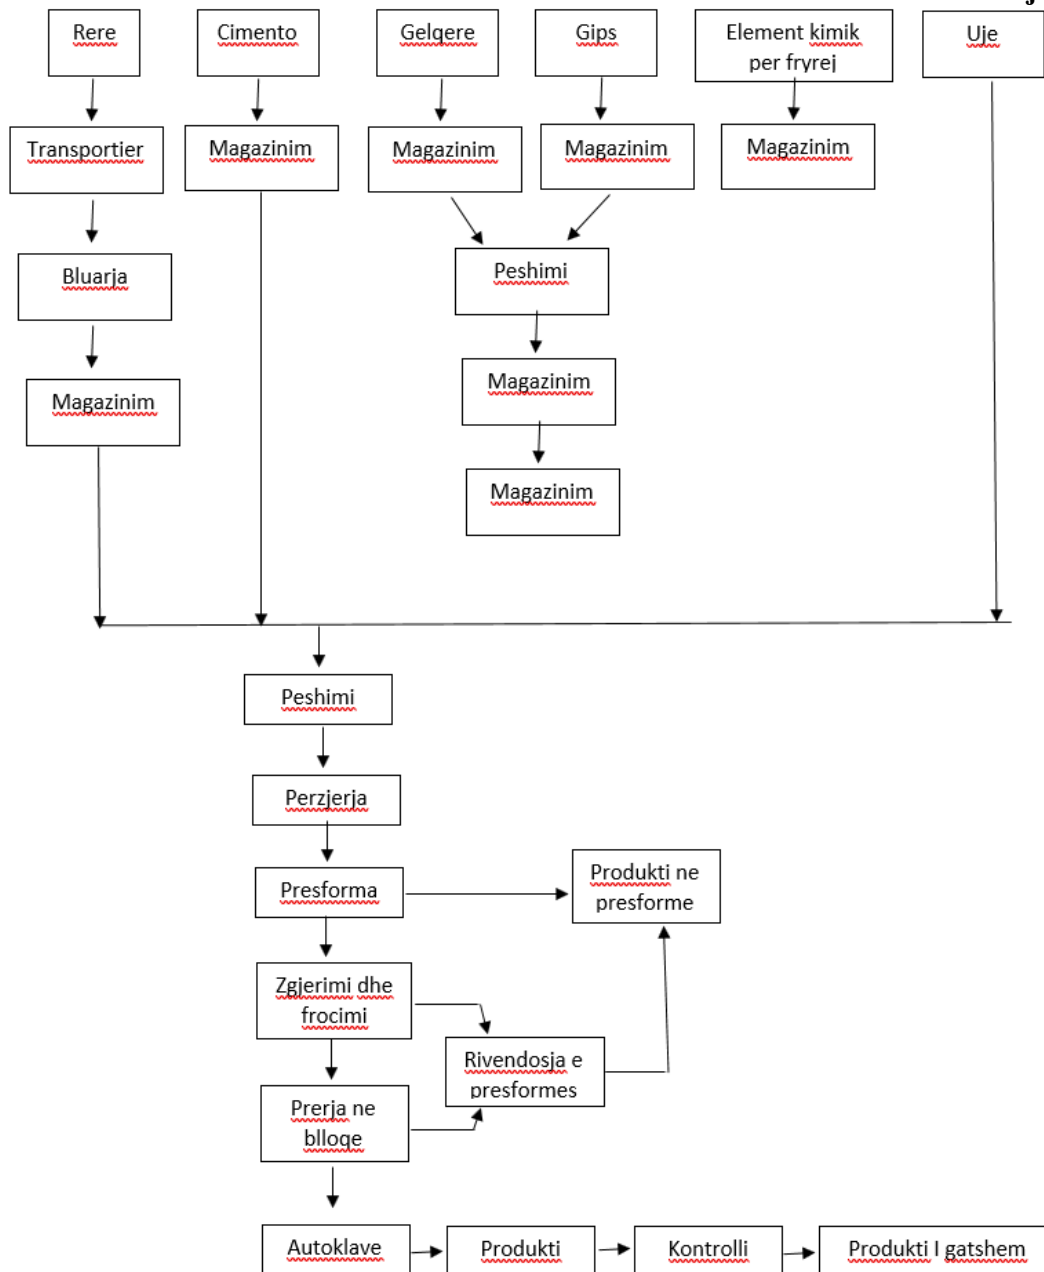 Rere
Cimento
Gelqere
Gips
Element kimik
per fryrej
Uje
Transportier
Magazinim
Magazinim
Magazinim
Magazinim
Bluarja
Peshimi
Magazinim
Magazinim
Magazinim
Peshimi
Perzjerja
Presforma
Produkti ne
presforme
Zgjerimi dhe
frocimi
Rivendosja e
presformes
Prerja ne
blloqe
Autoklave
Produkti
Kontrolli
Produkti I gatshem